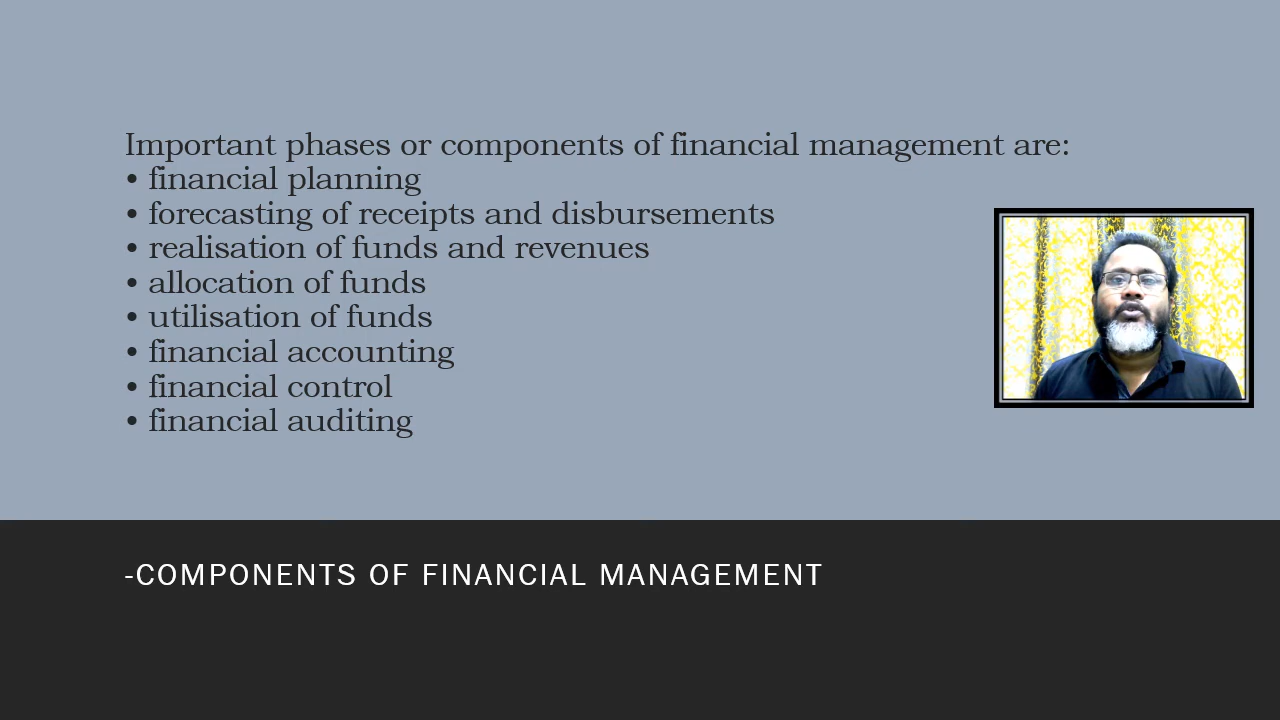 Important phases or components of financial management are:
• financial planning
• forecasting of receipts and disbursements
• realisation of funds and revenues
• allocation of funds
• utilisation of funds
• financial accounting
• financial control
• financial auditing
-COMPONENTS OF FINANCIAL MANAGEMENT